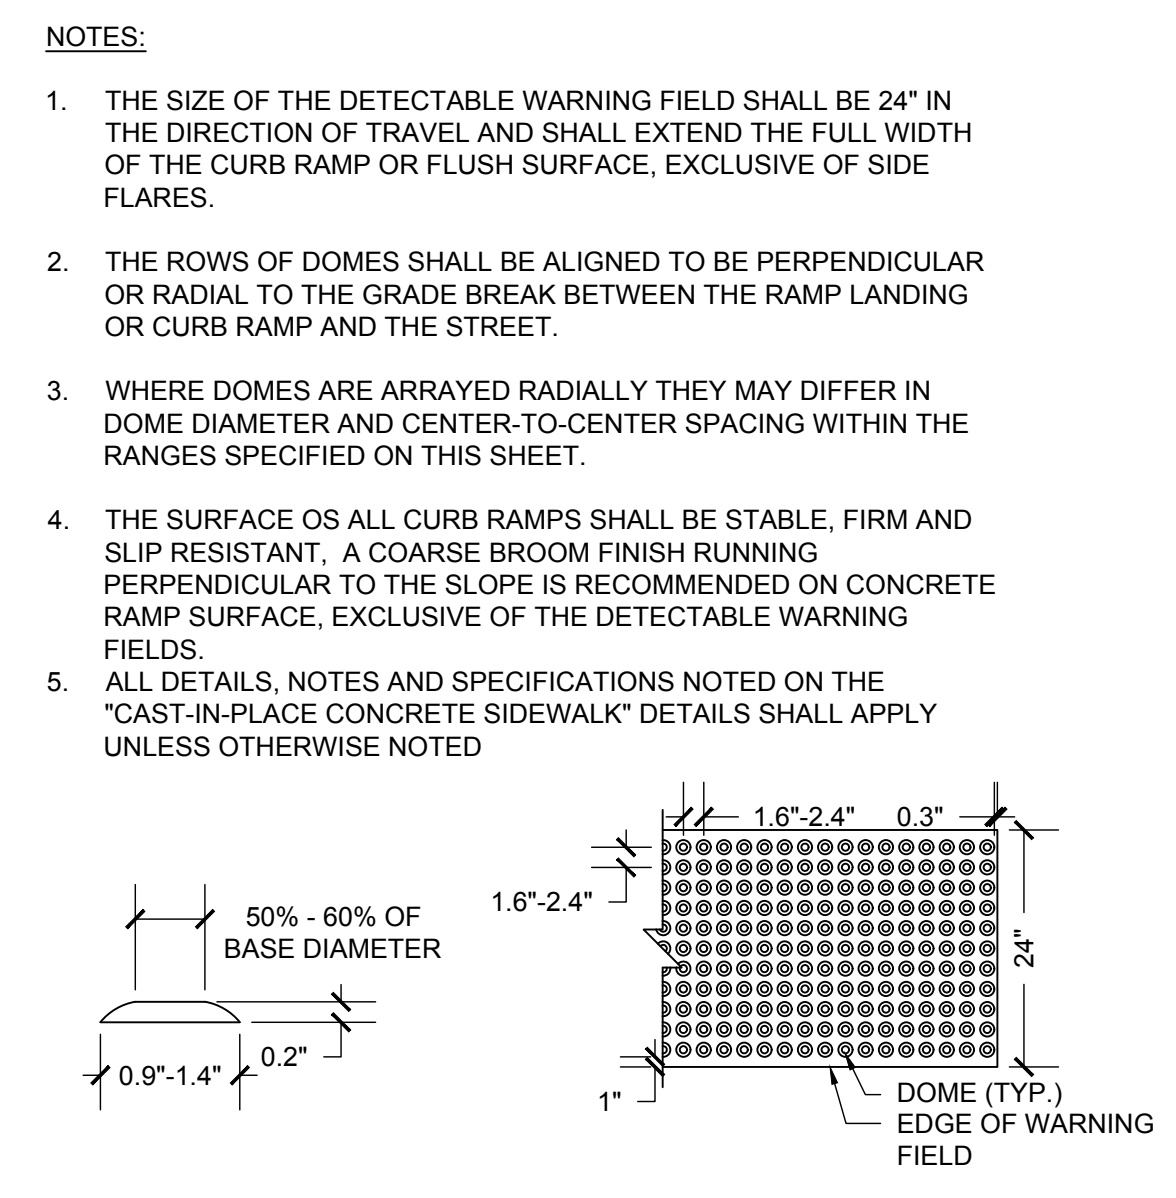 NOTES:
1. THE SIZE OF THE DETECTABLE WARNING FIELD SHALL BE 24" IN
THE DIRECTION OF TRAVEL AND SHALL EXTEND THE FULL WIDTH
OF THE CURB RAMP OR FLUSH SURFACE, EXCLUSIVE OF SIDE
FLARES.
2. THE ROWS OF DOMES SHALL BE ALIGNED TO BE PERPENDICULAR
OR RADIAL TO THE GRADE BREAK BETWEEN THE RAMP LANDING
OR CURB RAMP AND THE STREET.
3. WHERE DOMES ARE ARRAYED RADIALLY THEY MAY DIFFER IN
DOME DIAMETER AND CENTER-TO-CENTER SPACING WITHIN THE
RANGES SPECIFIED ON THIS SHEET.
4. THE SURFACE OS ALL CURB RAMPS SHALL BE STABLE, FIRM AND
SLIP RESISTANT, A COARSE BROOM FINISH RUNNING
PERPENDICULAR TO THE SLOPE IS RECOMMENDED ON CONCRETE
RAMP SURFACE, EXCLUSIVE OF THE DETECTABLE WARNING
FIELDS.
5. ALL DETAILS, NOTES AND SPECIFICATIONS NOTED ON THE
"CAST-IN-PLACE CONCRETE SIDEWALK" DETAILS SHALL APPLY
UNLESS OTHERWISE NOTED
50% - 60% OF
BASE DIAMETER
0.2"
0.9"-1.4"
1.6"-2.4" 0.3"
1.6"-2.4"
24"
1"
DOME (TYP.)
EDGE OF WARNING
FIELD